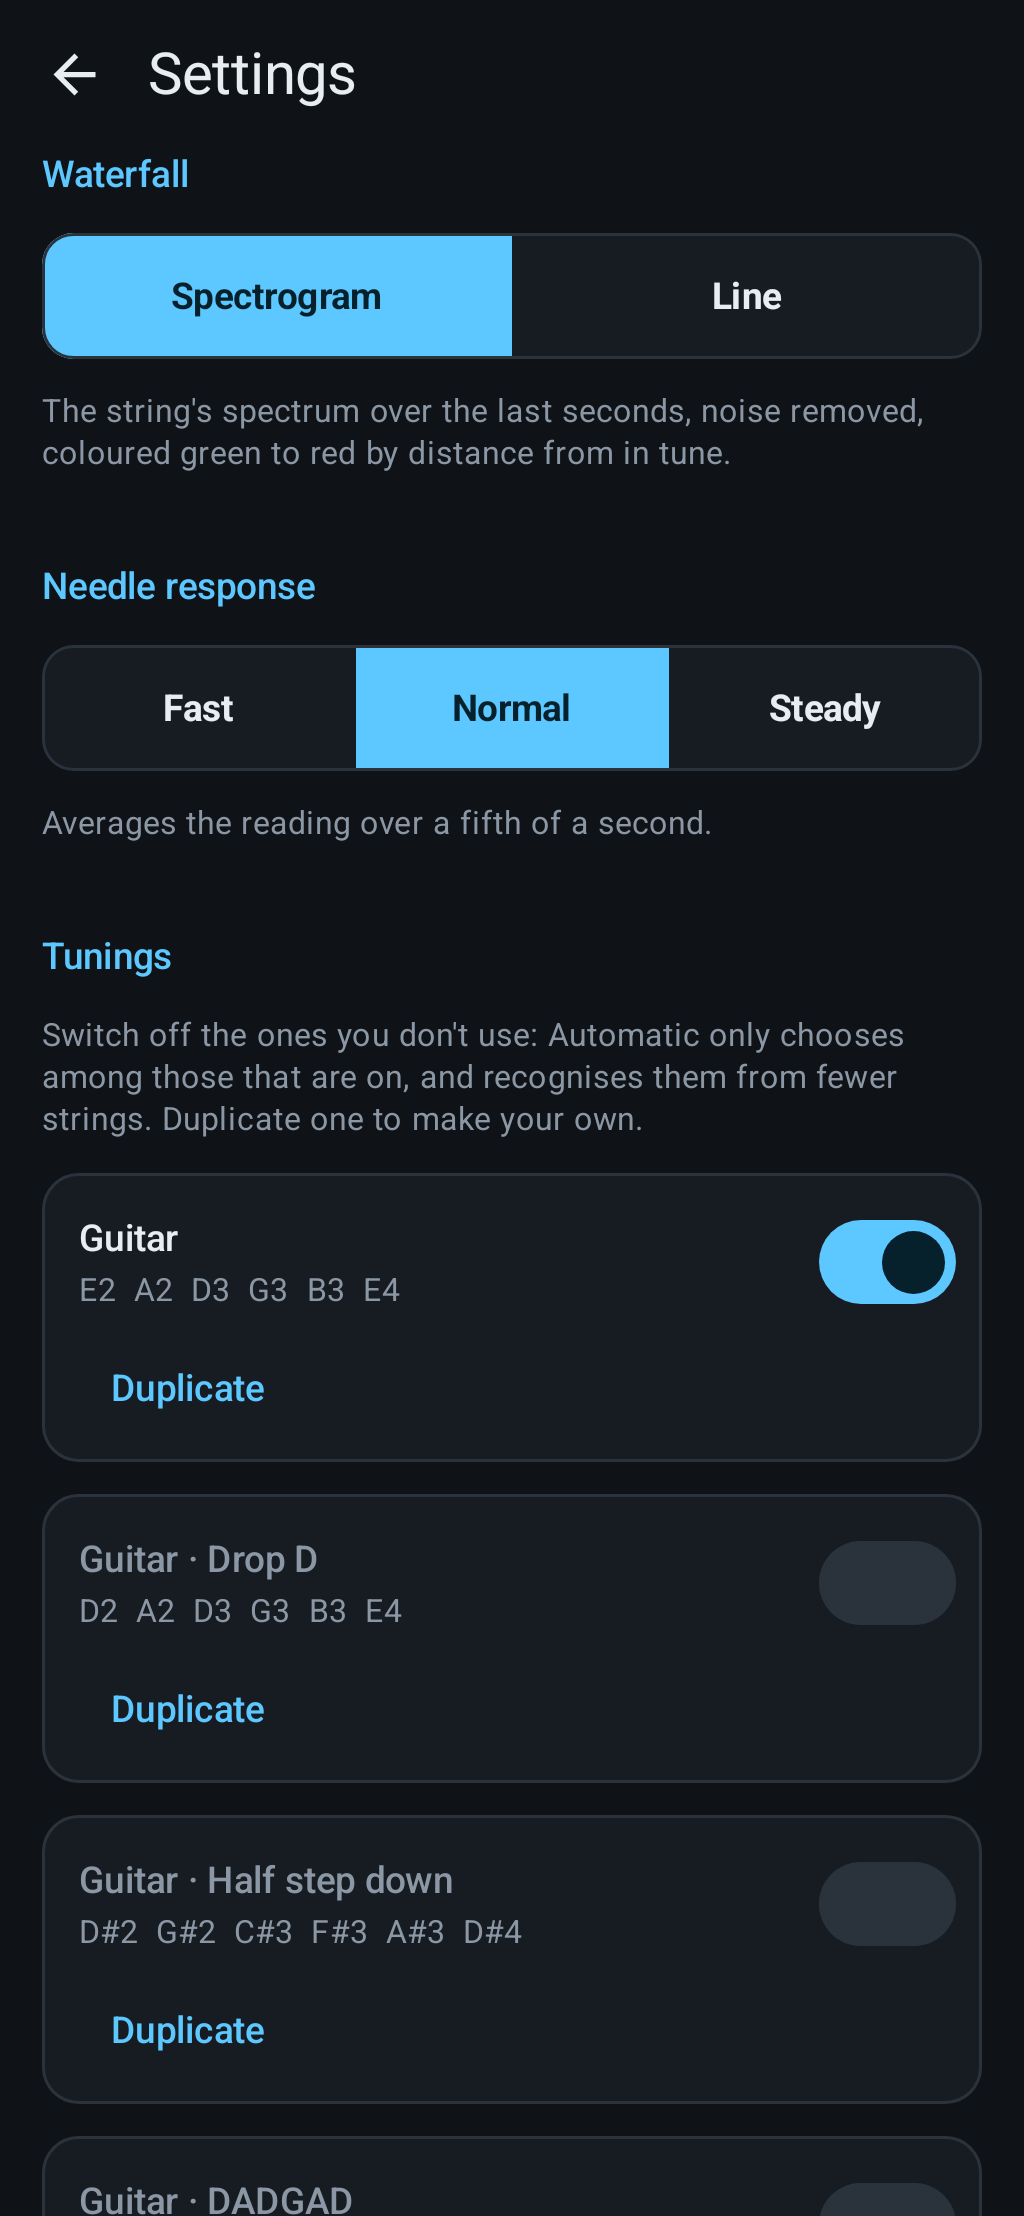 Settings
Waterfall
Spectrogram
Line
The string's spectrum over the last seconds, noise removed,
coloured green to red by distance from in tune.
Needle response
Fast
Normal
Steady
Averages the reading over a fifth of a second.
Tunings
Switch off the ones you don't use: Automatic only chooses
among those that are on, and recognises them from fewer
strings. Duplicate one to make your own.
Guitar
E2 A2 D3 G3 B3 E4
Duplicate
Guitar · Drop D
D2 A2 D3 G3 B3 E4
Duplicate
Guitar · Half step down
D#2 G#2 C#3 F#3 A#3 D#4
Duplicate
Guitar · DADGAD